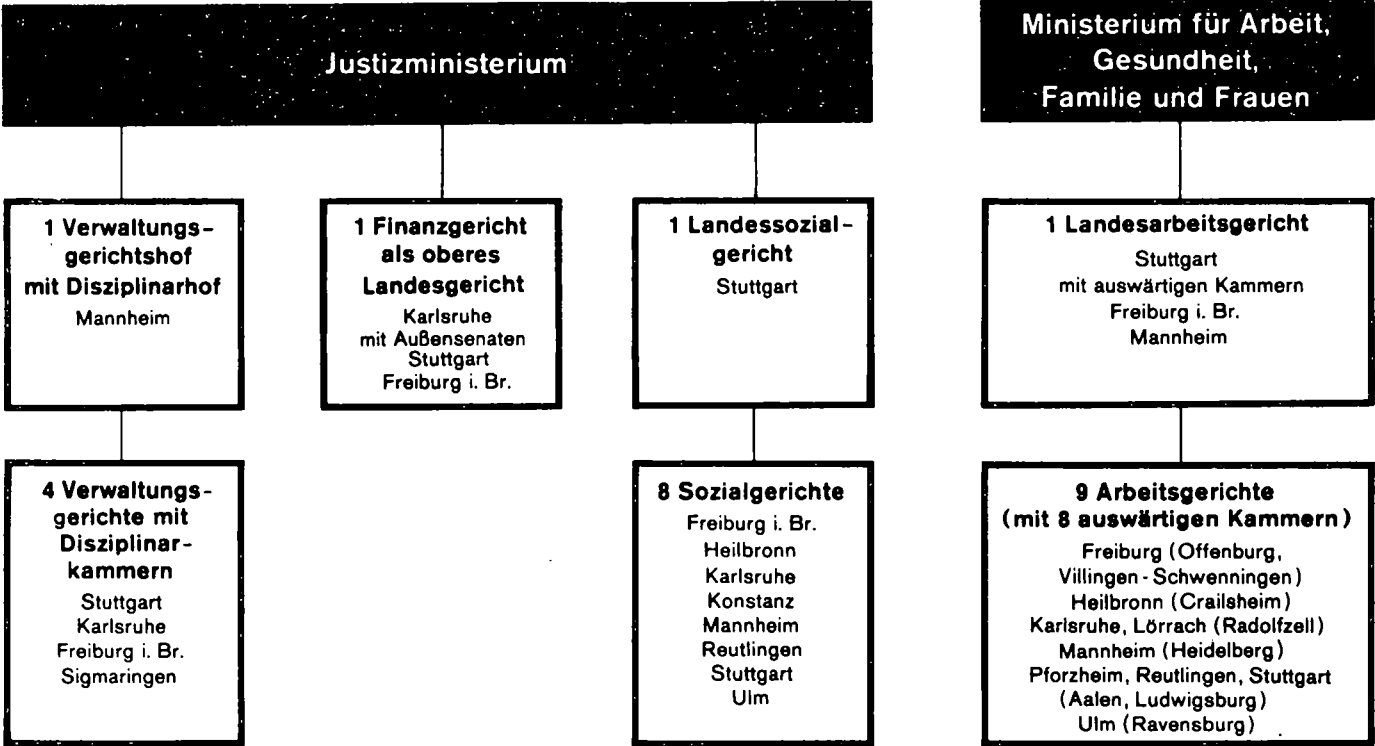 Justizministerium
Ministerium für Arbeit,
Gesundheit,
Familie und Frauen
1 Verwaltungs-
gerichtshof
mit Disziplinarhof
Mannheim
1 Finanzgericht
als oberes
Landesgericht
Karlsruhe
mit Außensenaten
Stuttgart
Freiburg i. Br.
1 Landessozial-
gericht
Stuttgart
1 Landesarbeitsgericht
Stuttgart
mit auswärtigen Kammern
Freiburg i. Br.
Mannheim
4 Verwaltungs-
gerichte mit
Disziplinar-
kammern
Stuttgart
Karlsruhe
Freiburg i. Br.
Sigmaringen
8 Sozialgerichte
Freiburg i. Br.
Heilbronn
Karlsruhe
Konstanz
Mannheim
Reutlingen
Stuttgart
Ulm
9 Arbeitsgerichte
(mit 8 auswärtigen Kammern)
Freiburg (Offenburg,
Villingen-Schwenningen)
Heilbronn (Crailsheim)
Karlsruhe, Lörrach (Radolfzell)
Mannheim (Heidelberg)
Pforzheim, Reutlingen, Stuttgart
(Aalen, Ludwigsburg)
Ulm (Ravensburg)